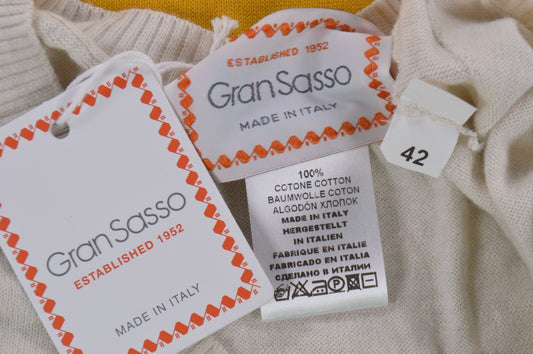 ESTABLISHED 1952
Gran Sasso
MADE IN ITALY
42
100%
COTONE COTTON
BAUMWOLLE COTON
ALGODÓN ХЛОПОК
MADE IN ITALY
HERGESTELLT
IN ITALIEN
FABRIQUE EN ITALIE
FABRICADO EN ITALIA
СДЕЛАНО В ИТАЛИИ
Gran Sasso
ESTABLISHED 1952
MADE IN ITALY